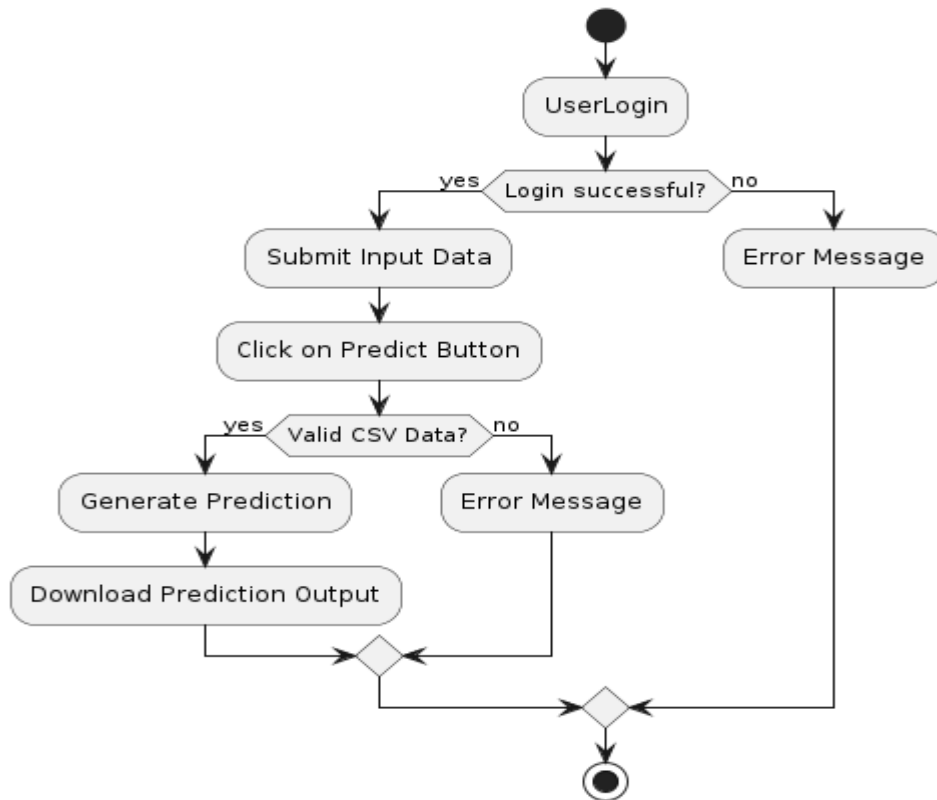 UserLogin
yes
Login successful?
no
Submit Input Data
Error Message
Click on Predict Button
yes
Valid CSV Data?
no
Generate Prediction
Error Message
Download Prediction Output